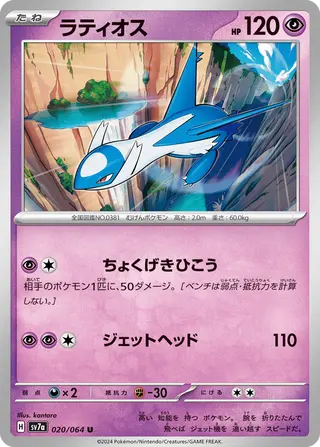 たね ラティオス HP120
全国図鑑NO.0381 むげんポケモン 高さ:2.0m 重さ:60.0kg
ちょくげきひこう
相手のポケモン1匹に、50ダメージ。[ベンチは弱点・抵抗力を計算
しない。]
ジェットヘッド 110
弱点 ×2 抵抗力 -30 にげる
Illus. kantaro
H sv7a 020/064 U
高い 知能を 持つ ポケモン。 腕を 折りたたんで
飛べば ジェット機を 追い越す 速さだ。
©2024 Pokémon/Nintendo/Creatures/GAME FREAK.